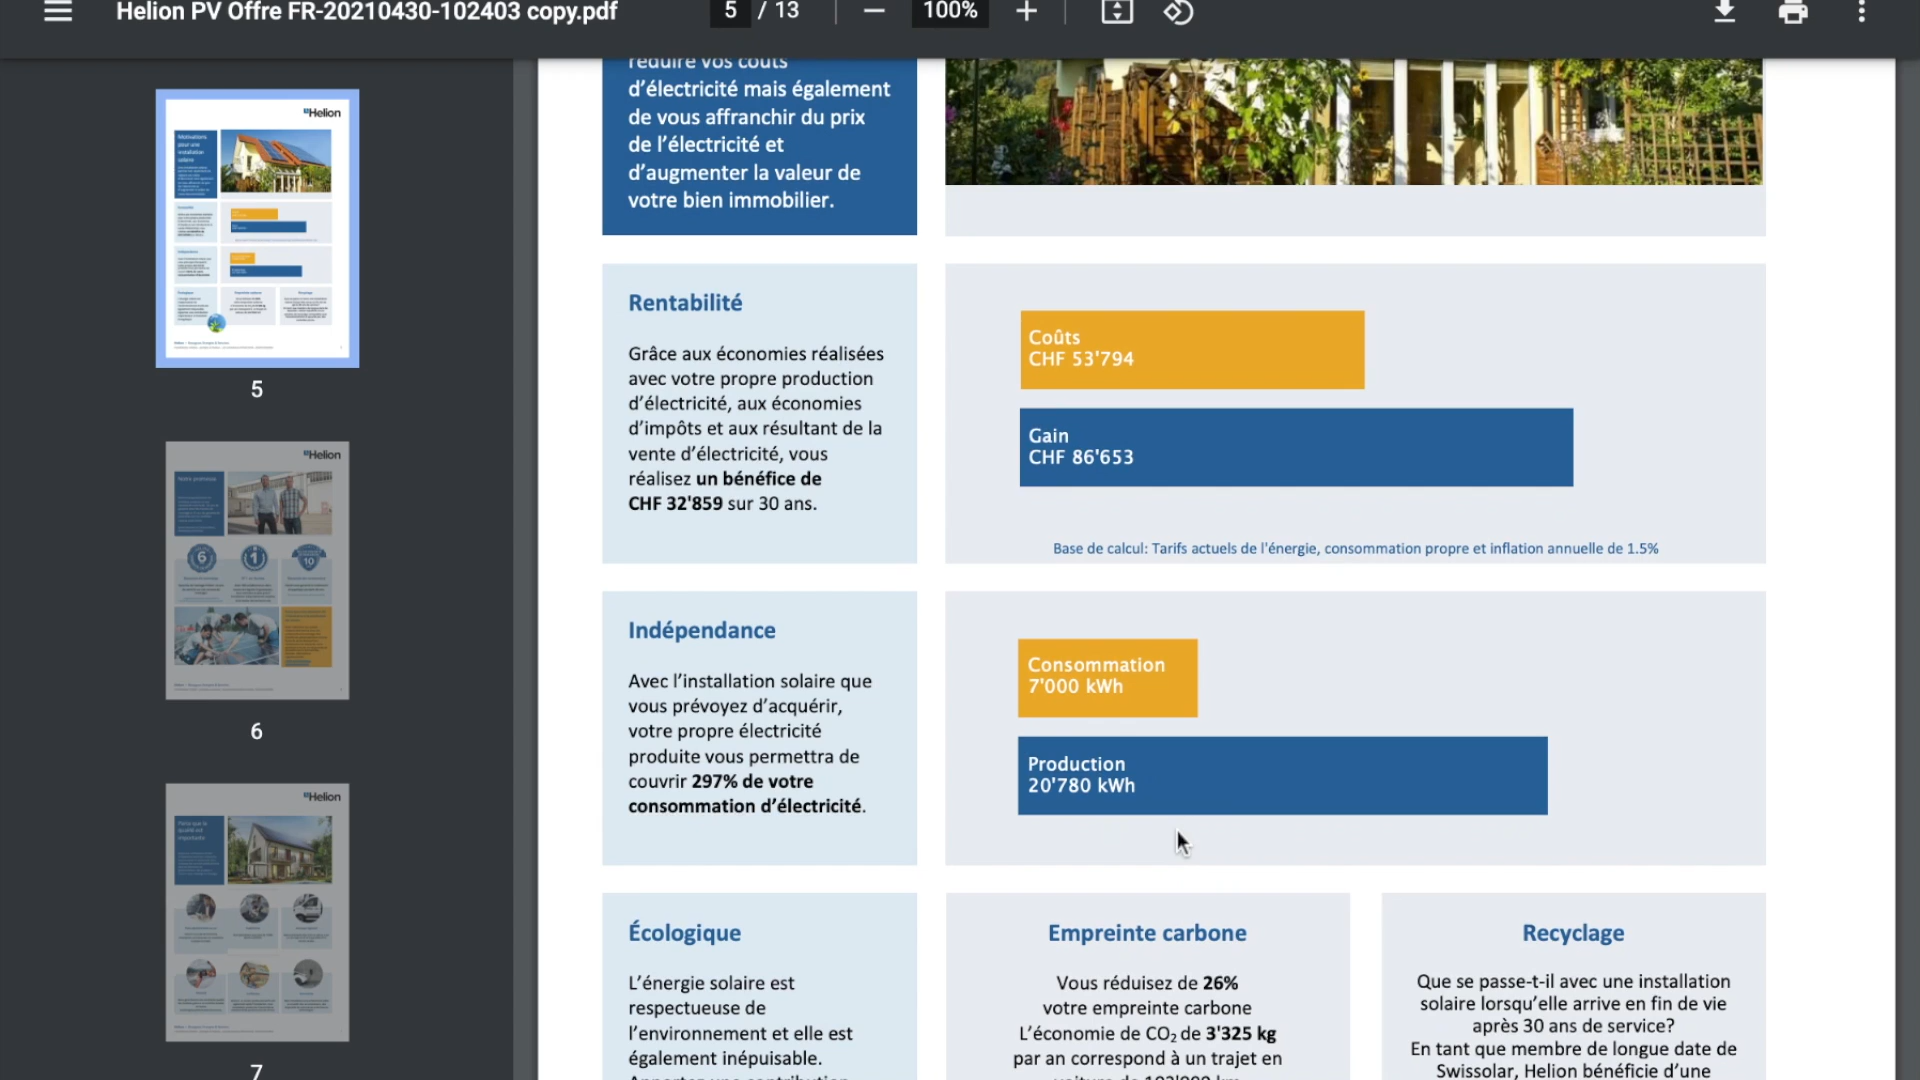 Helion PV Offre FR-20210430-102403 copy.pdf
5 / 13
100%
Helion
5
Helion
6
Helion
7
réduire vos coûts
d’électricité mais également
de vous affranchir du prix
de l’électricité et
d’augmenter la valeur de
votre bien immobilier.
Rentabilité
Grâce aux économies réalisées
avec votre propre production
d’électricité, aux économies
d’impôts et aux résultant de la
vente d’électricité, vous
réalisez un bénéfice de
CHF 32'859 sur 30 ans.
Coûts
CHF 53'794
Gain
CHF 86'653
Base de calcul: Tarifs actuels de l'énergie, consommation propre et inflation annuelle de 1.5%
Indépendance
Avec l’installation solaire que
vous prévoyez d’acquérir,
votre propre électricité
produite vous permettra de
couvrir 297% de votre
consommation d’électricité.
Consommation
7'000 kWh
Production
20'780 kWh
Écologique
L’énergie solaire est
respectueuse de
l’environnement et elle est
également inépuisable.
Apportez une contribution
Empreinte carbone
Vous réduisez de 26%
votre empreinte carbone
L’économie de CO₂ de 3'325 kg
par an correspond à un trajet en
Recyclage
Que se passe-t-il avec une installation
solaire lorsqu’elle arrive en fin de vie
après 30 ans de service?
En tant que membre de longue date de
Swissolar, Helion bénéficie d’une